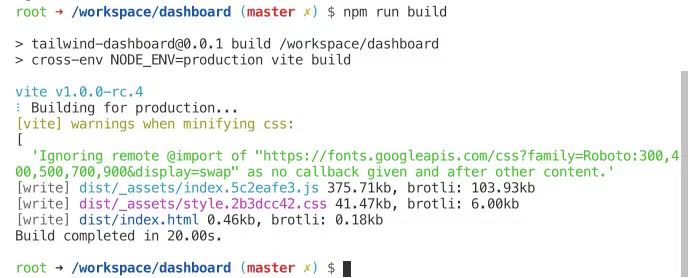 root → /workspace/dashboard (master ✗) $ npm run build
> tailwind-dashboard@0.0.1 build /workspace/dashboard
> cross-env NODE_ENV=production vite build
vite v1.0.0-rc.4
⠸ Building for production...
[vite] warnings when minifying css:
[
  'Ignoring remote @import of "https://fonts.googleapis.com/css?family=Roboto:300,4
00,500,700,900&display=swap" as no callback given and after other content.'
[write] dist/_assets/index.5c2eafe3.js 375.71kb, brotli: 103.93kb
[write] dist/_assets/style.2b3dcc42.css 41.47kb, brotli: 6.00kb
[write] dist/index.html 0.46kb, brotli: 0.18kb
Build completed in 20.00s.
root → /workspace/dashboard (master ✗) $